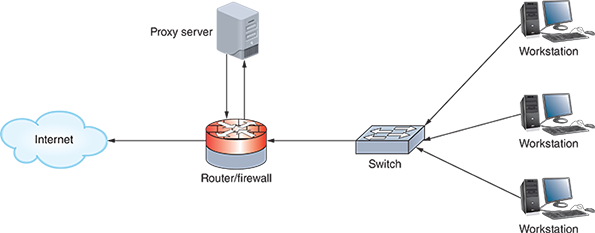 Proxy server
Workstation
Internet
Router/firewall
Switch
Workstation
Workstation